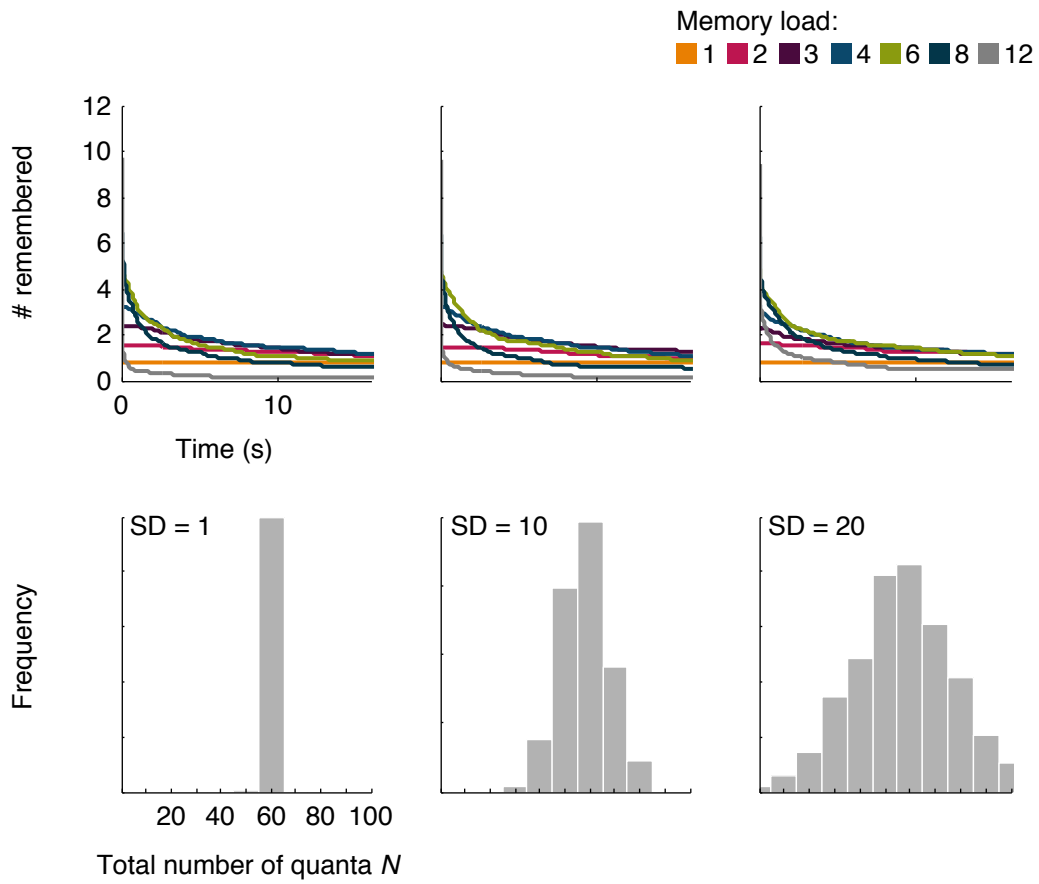 Memory load:
1 2 3 4 6 8 12
# remembered
12
10
8
6
4
2
0
0 10
Time (s)
Frequency
SD = 1
SD = 10
SD = 20
20 40 60 80 100
Total number of quanta N